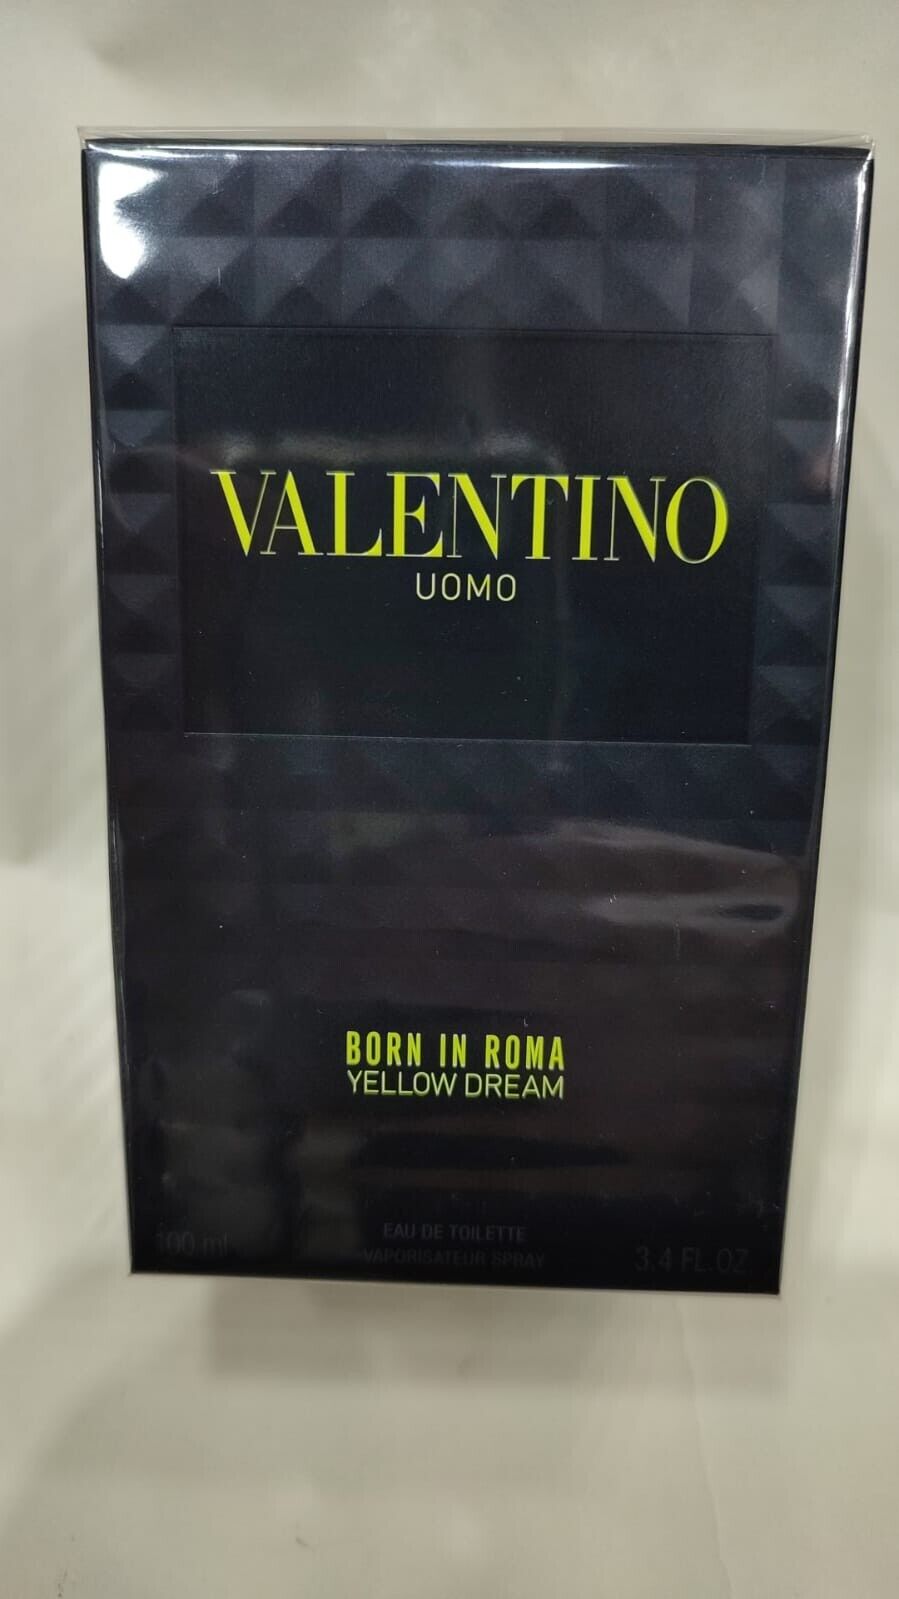 VALENTINO
UOMO
BORN IN ROMA
YELLOW DREAM
EAU DE TOILETTE
100 ml VAPORISATEUR SPRAY 3.4 FL.OZ